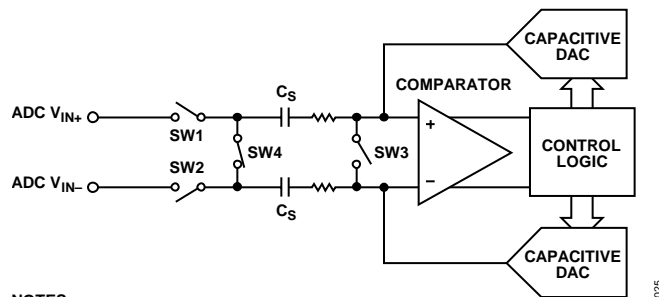 CAPACITIVE
DAC
COMPARATOR
CS
ADC VIN+
SW1
+
SW4
SW3
CONTROL
LOGIC
SW2
ADC VIN–
–
CS
CAPACITIVE
DAC